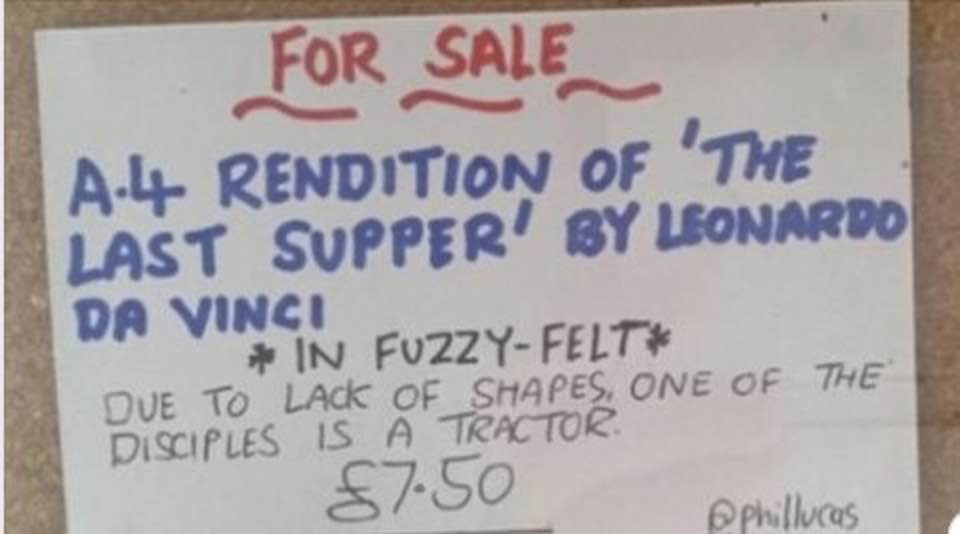 FOR SALE
A.4 RENDITION OF 'THE
LAST SUPPER' BY LEONARDO
DA VINCI
* IN FUZZY-FELT*
DUE TO LACK OF SHAPES, ONE OF THE
DISCIPLES IS A TRACTOR.
£7.50
@phillucas